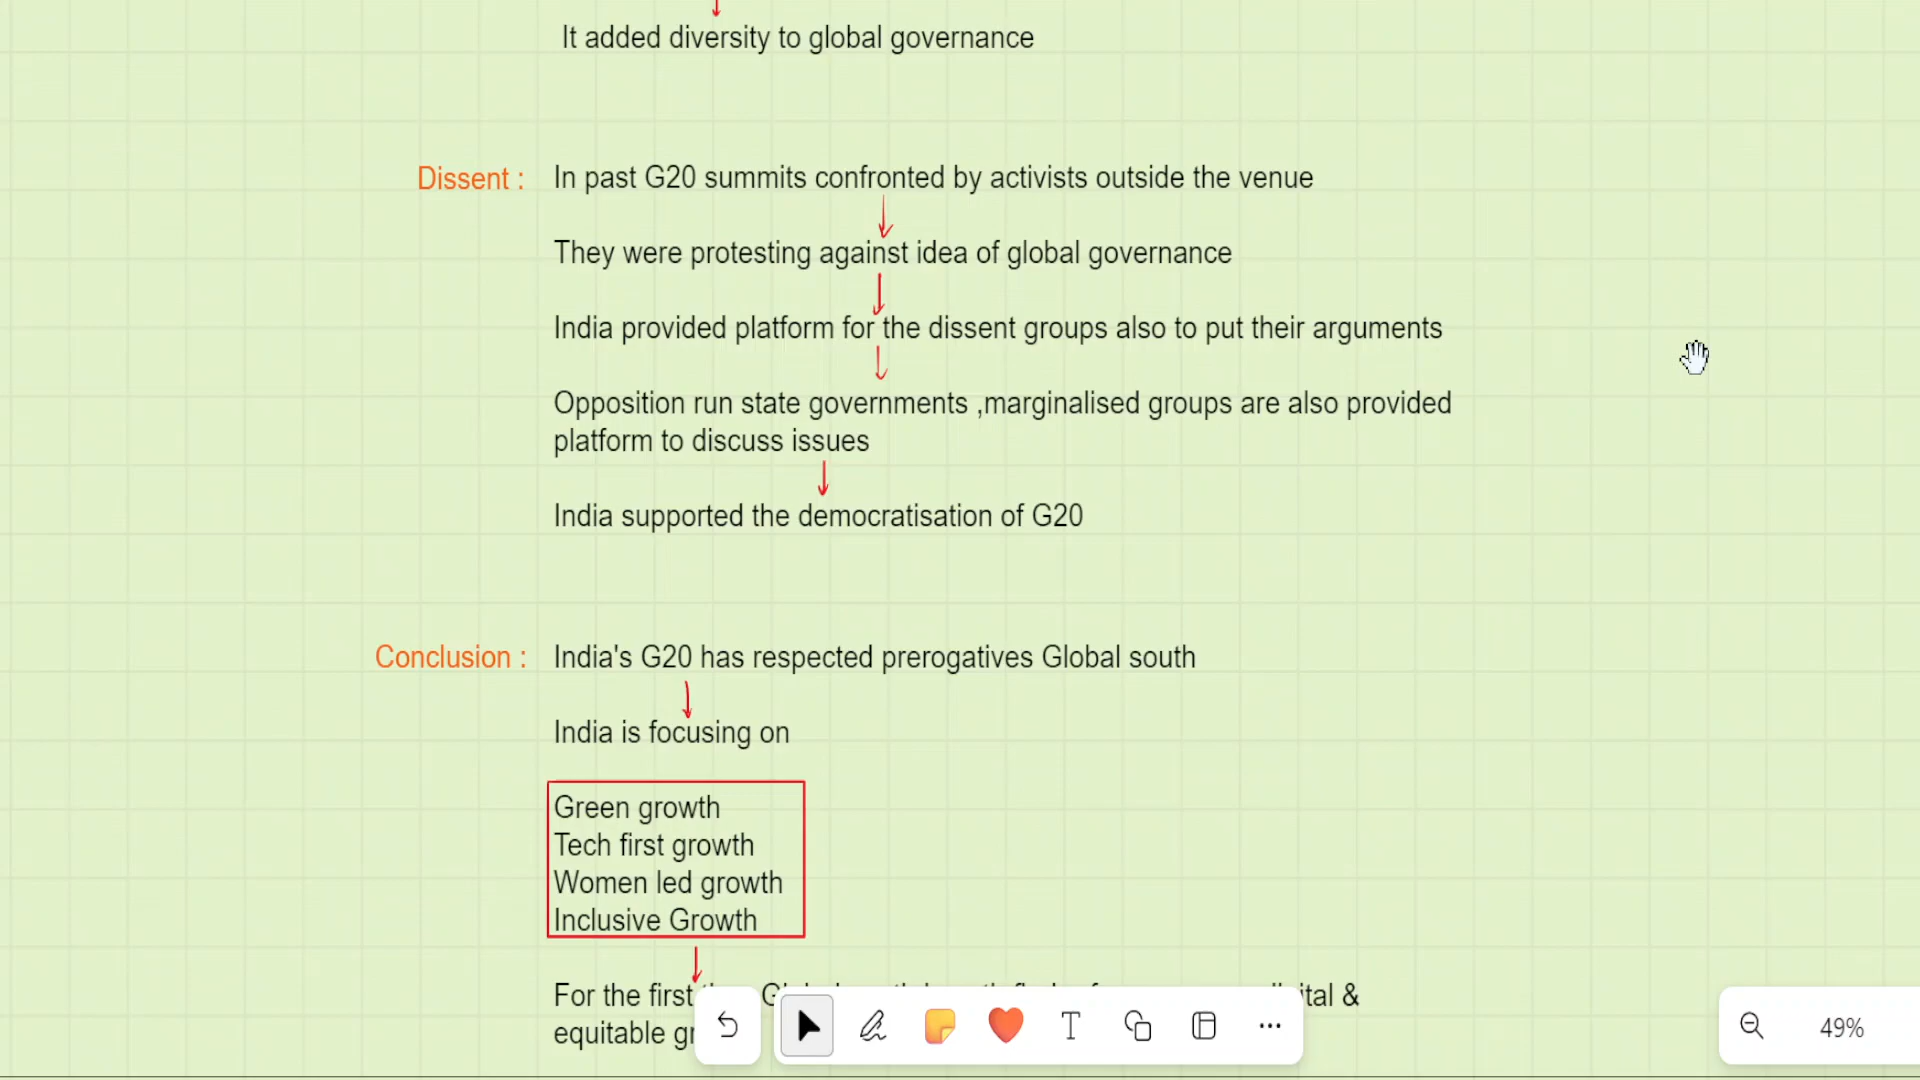 It added diversity to global governance
Dissent : In past G20 summits confronted by activists outside the venue
They were protesting against idea of global governance
India provided platform for the dissent groups also to put their arguments
Opposition run state governments ,marginalised groups are also provided
platform to discuss issues
India supported the democratisation of G20
Conclusion : India's G20 has respected prerogatives Global south
India is focusing on
Green growth
Tech first growth
Women led growth
Inclusive Growth
For the first &
equitable
T
49%